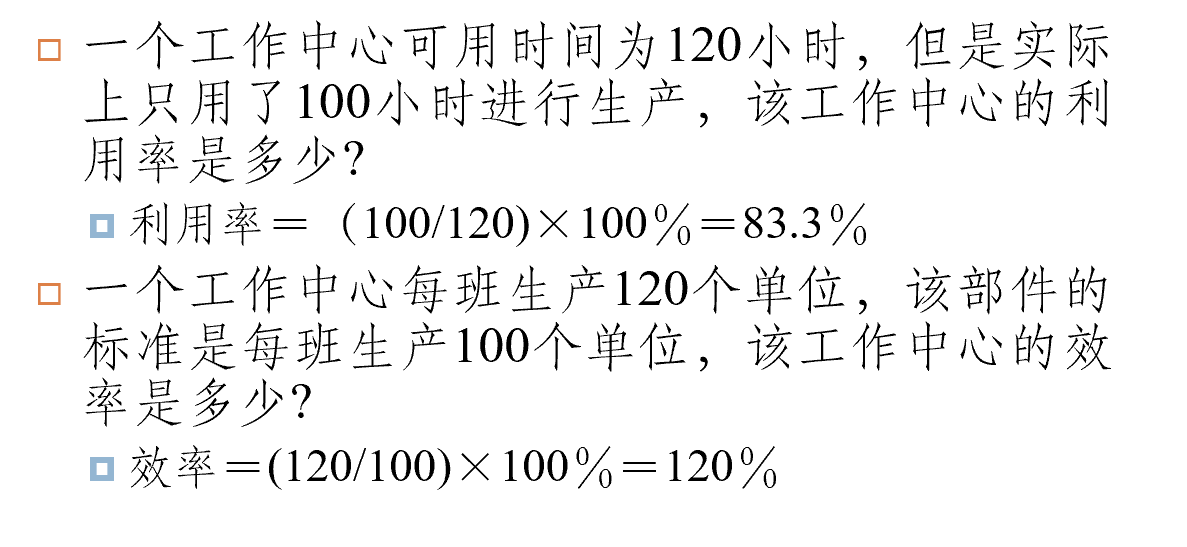 一个工作中心可用时间为120小时，但是实际
上只用了100小时进行生产，该工作中心的利
用率是多少?
利用率＝（100/120)×100％＝83.3％
一个工作中心每班生产120个单位，该部件的
标准是每班生产100个单位，该工作中心的效
率是多少?
效率＝(120/100)×100％＝120％